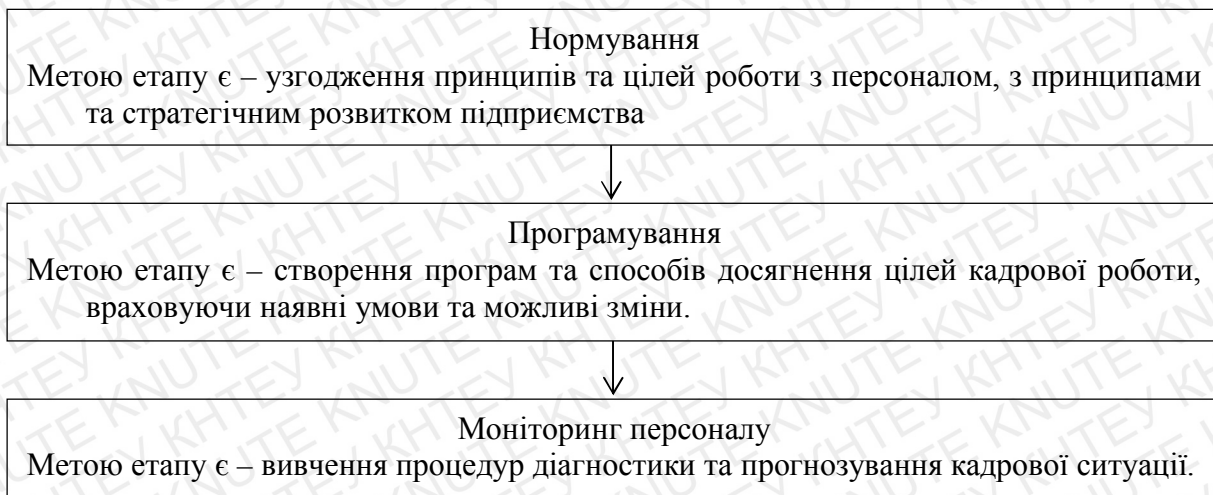 Нормування
Метою етапу є – узгодження принципів та цілей роботи з персоналом, з принципами
та стратегічним розвитком підприємства
Програмування
Метою етапу є – створення програм та способів досягнення цілей кадрової роботи,
враховуючи наявні умови та можливі зміни.
Моніторинг персоналу
Метою етапу є – вивчення процедур діагностики та прогнозування кадрової ситуації.